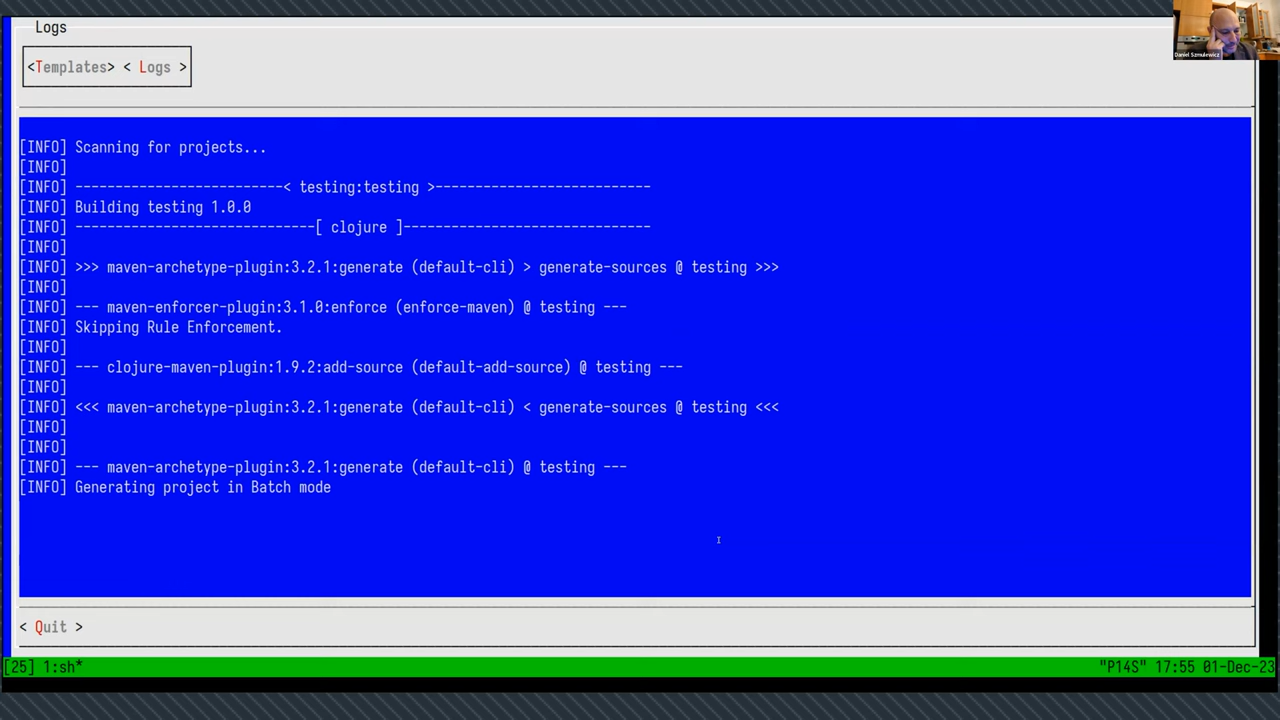 Logs
Daniel Szmulewicz
<Templates> < Logs >
[INFO] Scanning for projects...
[INFO]
[INFO] --------------------------< testing:testing >---------------------------
[INFO] Building testing 1.0.0
[INFO] ------------------------------[ clojure ]-------------------------------
[INFO]
[INFO] >>> maven-archetype-plugin:3.2.1:generate (default-cli) > generate-sources @ testing >>>
[INFO]
[INFO] --- maven-enforcer-plugin:3.1.0:enforce (enforce-maven) @ testing ---
[INFO] Skipping Rule Enforcement.
[INFO]
[INFO] --- clojure-maven-plugin:1.9.2:add-source (default-add-source) @ testing ---
[INFO]
[INFO] <<< maven-archetype-plugin:3.2.1:generate (default-cli) < generate-sources @ testing <<<
[INFO]
[INFO]
[INFO] --- maven-archetype-plugin:3.2.1:generate (default-cli) @ testing ---
[INFO] Generating project in Batch mode
< Quit >
[25] 1:sh* "P14S" 17:55 01-Dec-23